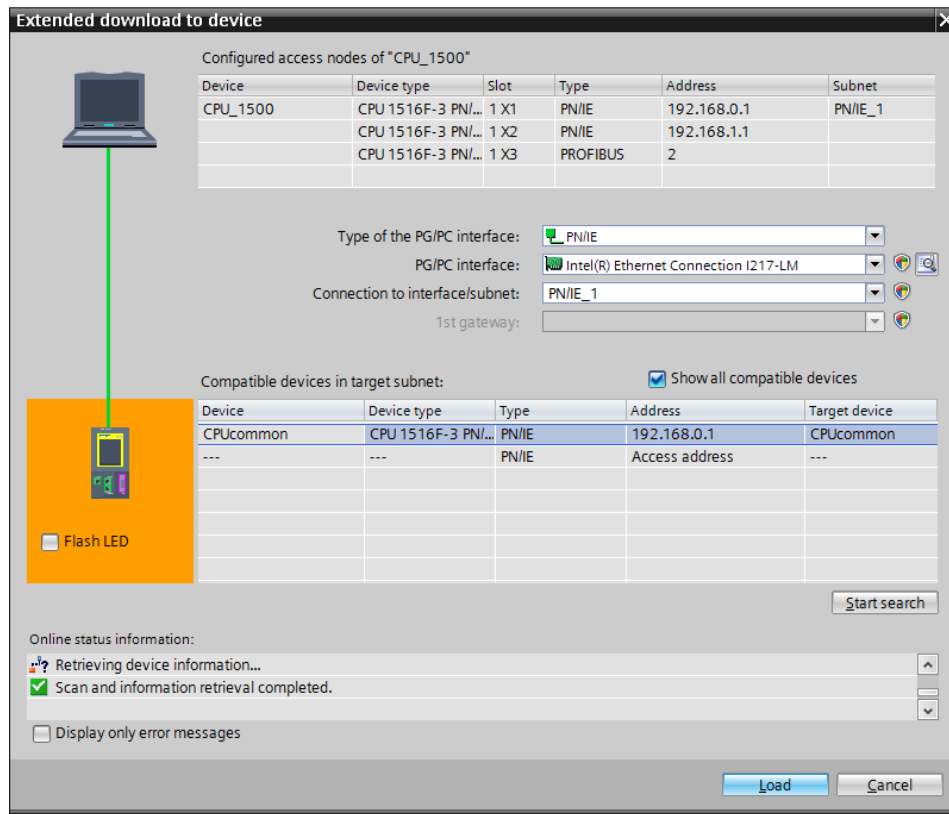 Extended download to device
Configured access nodes of "CPU_1500"
Device Device type Slot Type Address Subnet
CPU_1500 CPU 1516F-3 PN/... 1 X1 PN/IE 192.168.0.1 PN/IE_1
CPU 1516F-3 PN/... 1 X2 PN/IE 192.168.1.1
CPU 1516F-3 PN/... 1 X3 PROFIBUS 2
Type of the PG/PC interface: PN/IE
PG/PC interface: Intel(R) Ethernet Connection I217-LM
Connection to interface/subnet: PN/IE_1
1st gateway:
Compatible devices in target subnet: Show all compatible devices
Device Device type Type Address Target device
CPUcommon CPU 1516F-3 PN/... PN/IE 192.168.0.1 CPUcommon
--- --- PN/IE Access address ---
Flash LED
Start search
Online status information:
Retrieving device information...
Scan and information retrieval completed.
Display only error messages
Load Cancel